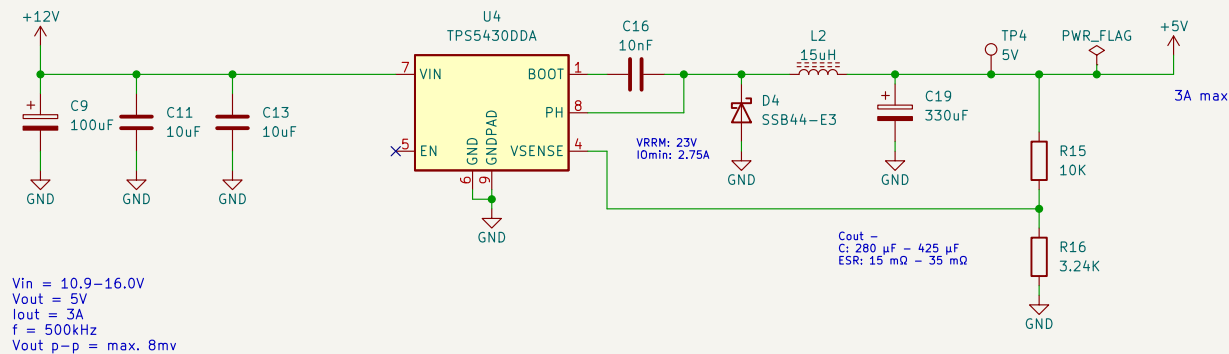 +12V
U4
TPS5430DDA
C16
10nF
L2
15uH
TP4
5V
PWR_FLAG
+5V
3A max
7
VIN
BOOT
1
PH
8
5
EN
GND
GNDPAD
VSENSE
4
6
9
GND
+
C9
100uF
GND
C11
10uF
GND
C13
10uF
GND
D4
SSB44-E3
GND
VRRM: 23V
IOmin: 2.75A
+
C19
330uF
GND
R15
10K
R16
3.24K
GND
Cout –
C: 280 µF – 425 µF
ESR: 15 mΩ – 35 mΩ
Vin = 10.9–16.0V
Vout = 5V
Iout = 3A
f = 500kHz
Vout p–p = max. 8mv